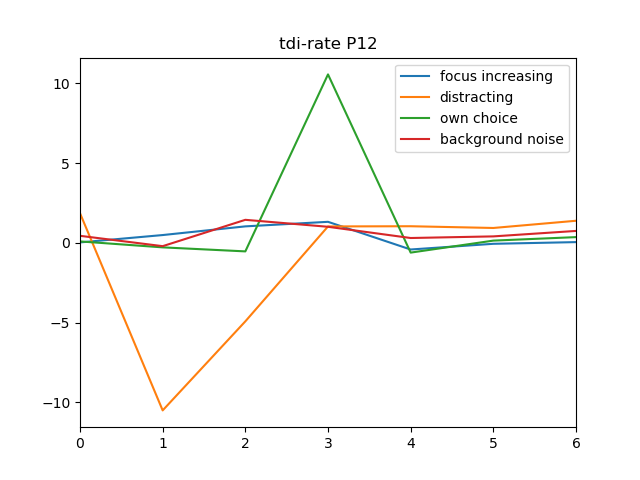 tdi-rate P12
focus increasing
distracting
own choice
background noise
10
5
0
−5
−10
0 1 2 3 4 5 6